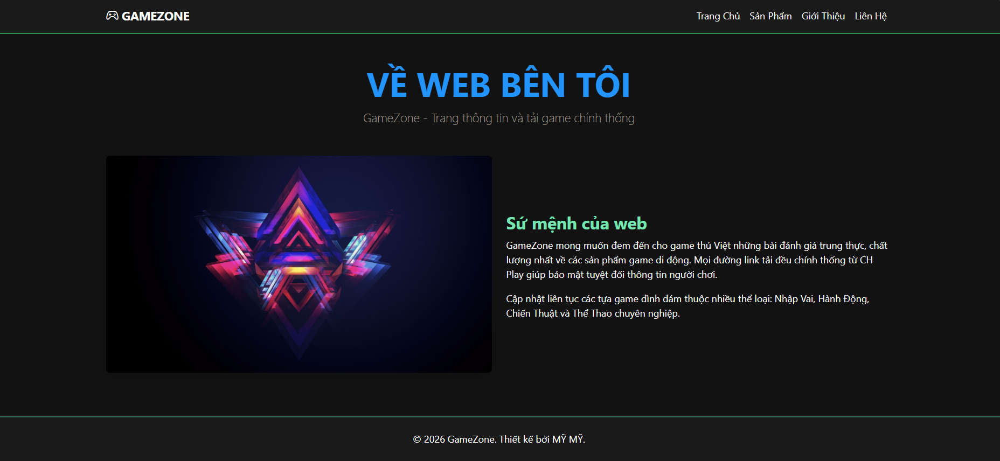 GAMEZONE
Trang Chủ Sản Phẩm Giới Thiệu Liên Hệ
VỀ WEB BÊN TÔI
GameZone - Trang thông tin và tải game chính thống
Sứ mệnh của web
GameZone mong muốn đem đến cho game thủ Việt những bài đánh giá trung thực, chất
lượng nhất về các sản phẩm game di động. Mọi đường link tải đều chính thống từ CH
Play giúp bảo mật tuyệt đối thông tin người chơi.
Cập nhật liên tục các tựa game đình đám thuộc nhiều thể loại: Nhập Vai, Hành Động,
Chiến Thuật và Thể Thao chuyên nghiệp.
© 2026 GameZone. Thiết kế bởi MỸ MỸ.